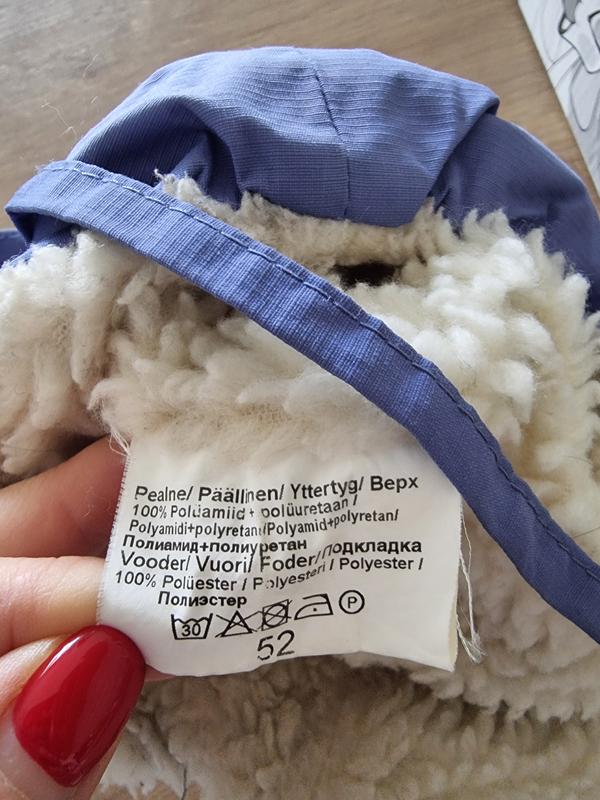 Pealne/ Päällinen/ Yttertyg/ Верх
100% Polüamiid + polüuretaan /
Polyamidi+polyretani/Polyamid+polyretan/
Полиамид+полиуретан
Vooder/ Vuori/ Foder/ Подкладка
100% Polüester / Polyesteri / Polyester /
Полиэстер
30 P
52